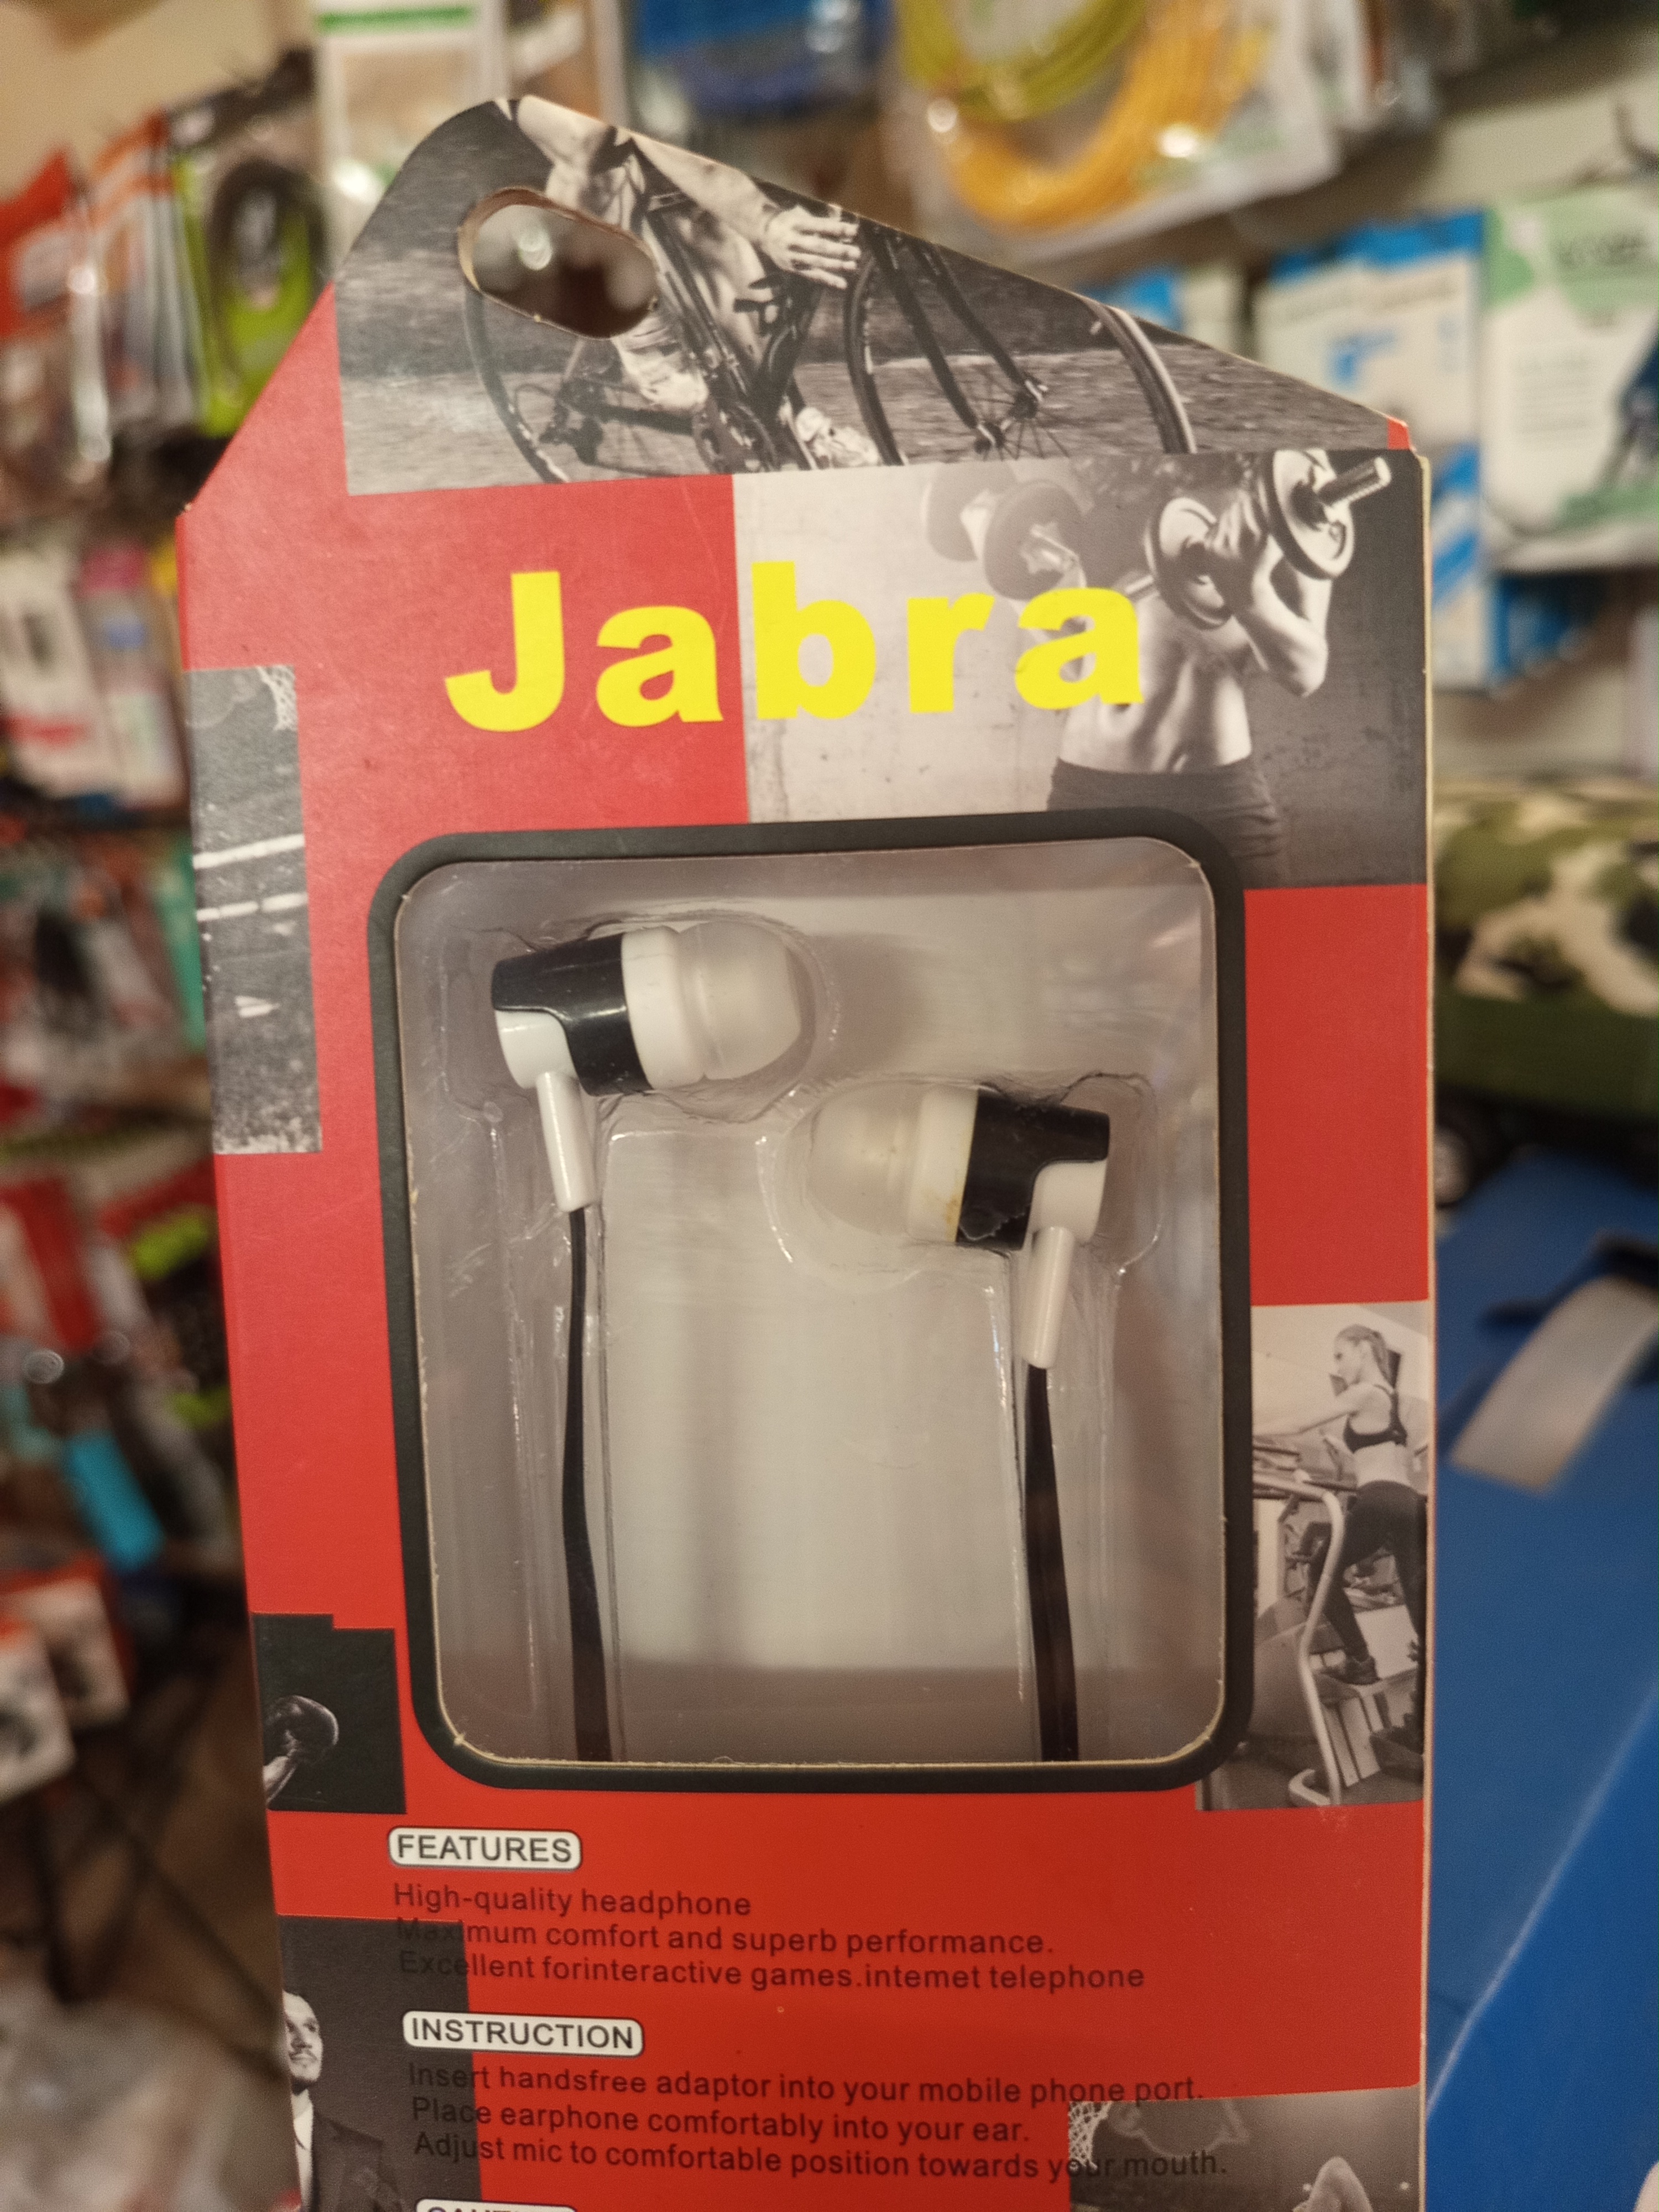 Jabra
FEATURES
High-quality headphone
Maximum comfort and superb performance.
Excellent forinteractive games.intemet telephone
INSTRUCTION
Insert handsfree adaptor into your mobile phone port.
Place earphone comfortably into your ear.
Adjust mic to comfortable position towards your mouth.